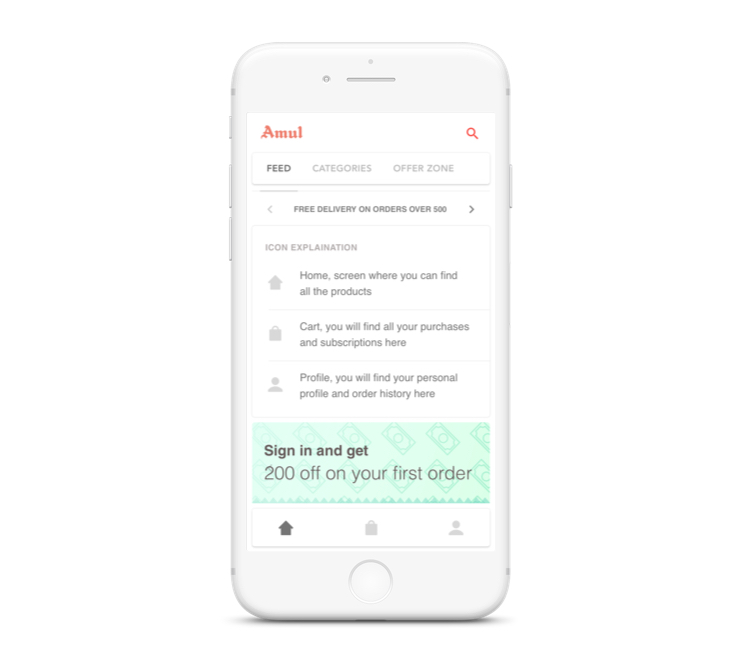 Amul
FEED CATEGORIES OFFER ZONE
FREE DELIVERY ON ORDERS OVER 500
ICON EXPLAINATION
Home, screen where you can find
all the products
Cart, you will find all your purchases
and subscriptions here
Profile, you will find your personal
profile and order history here
Sign in and get
200 off on your first order